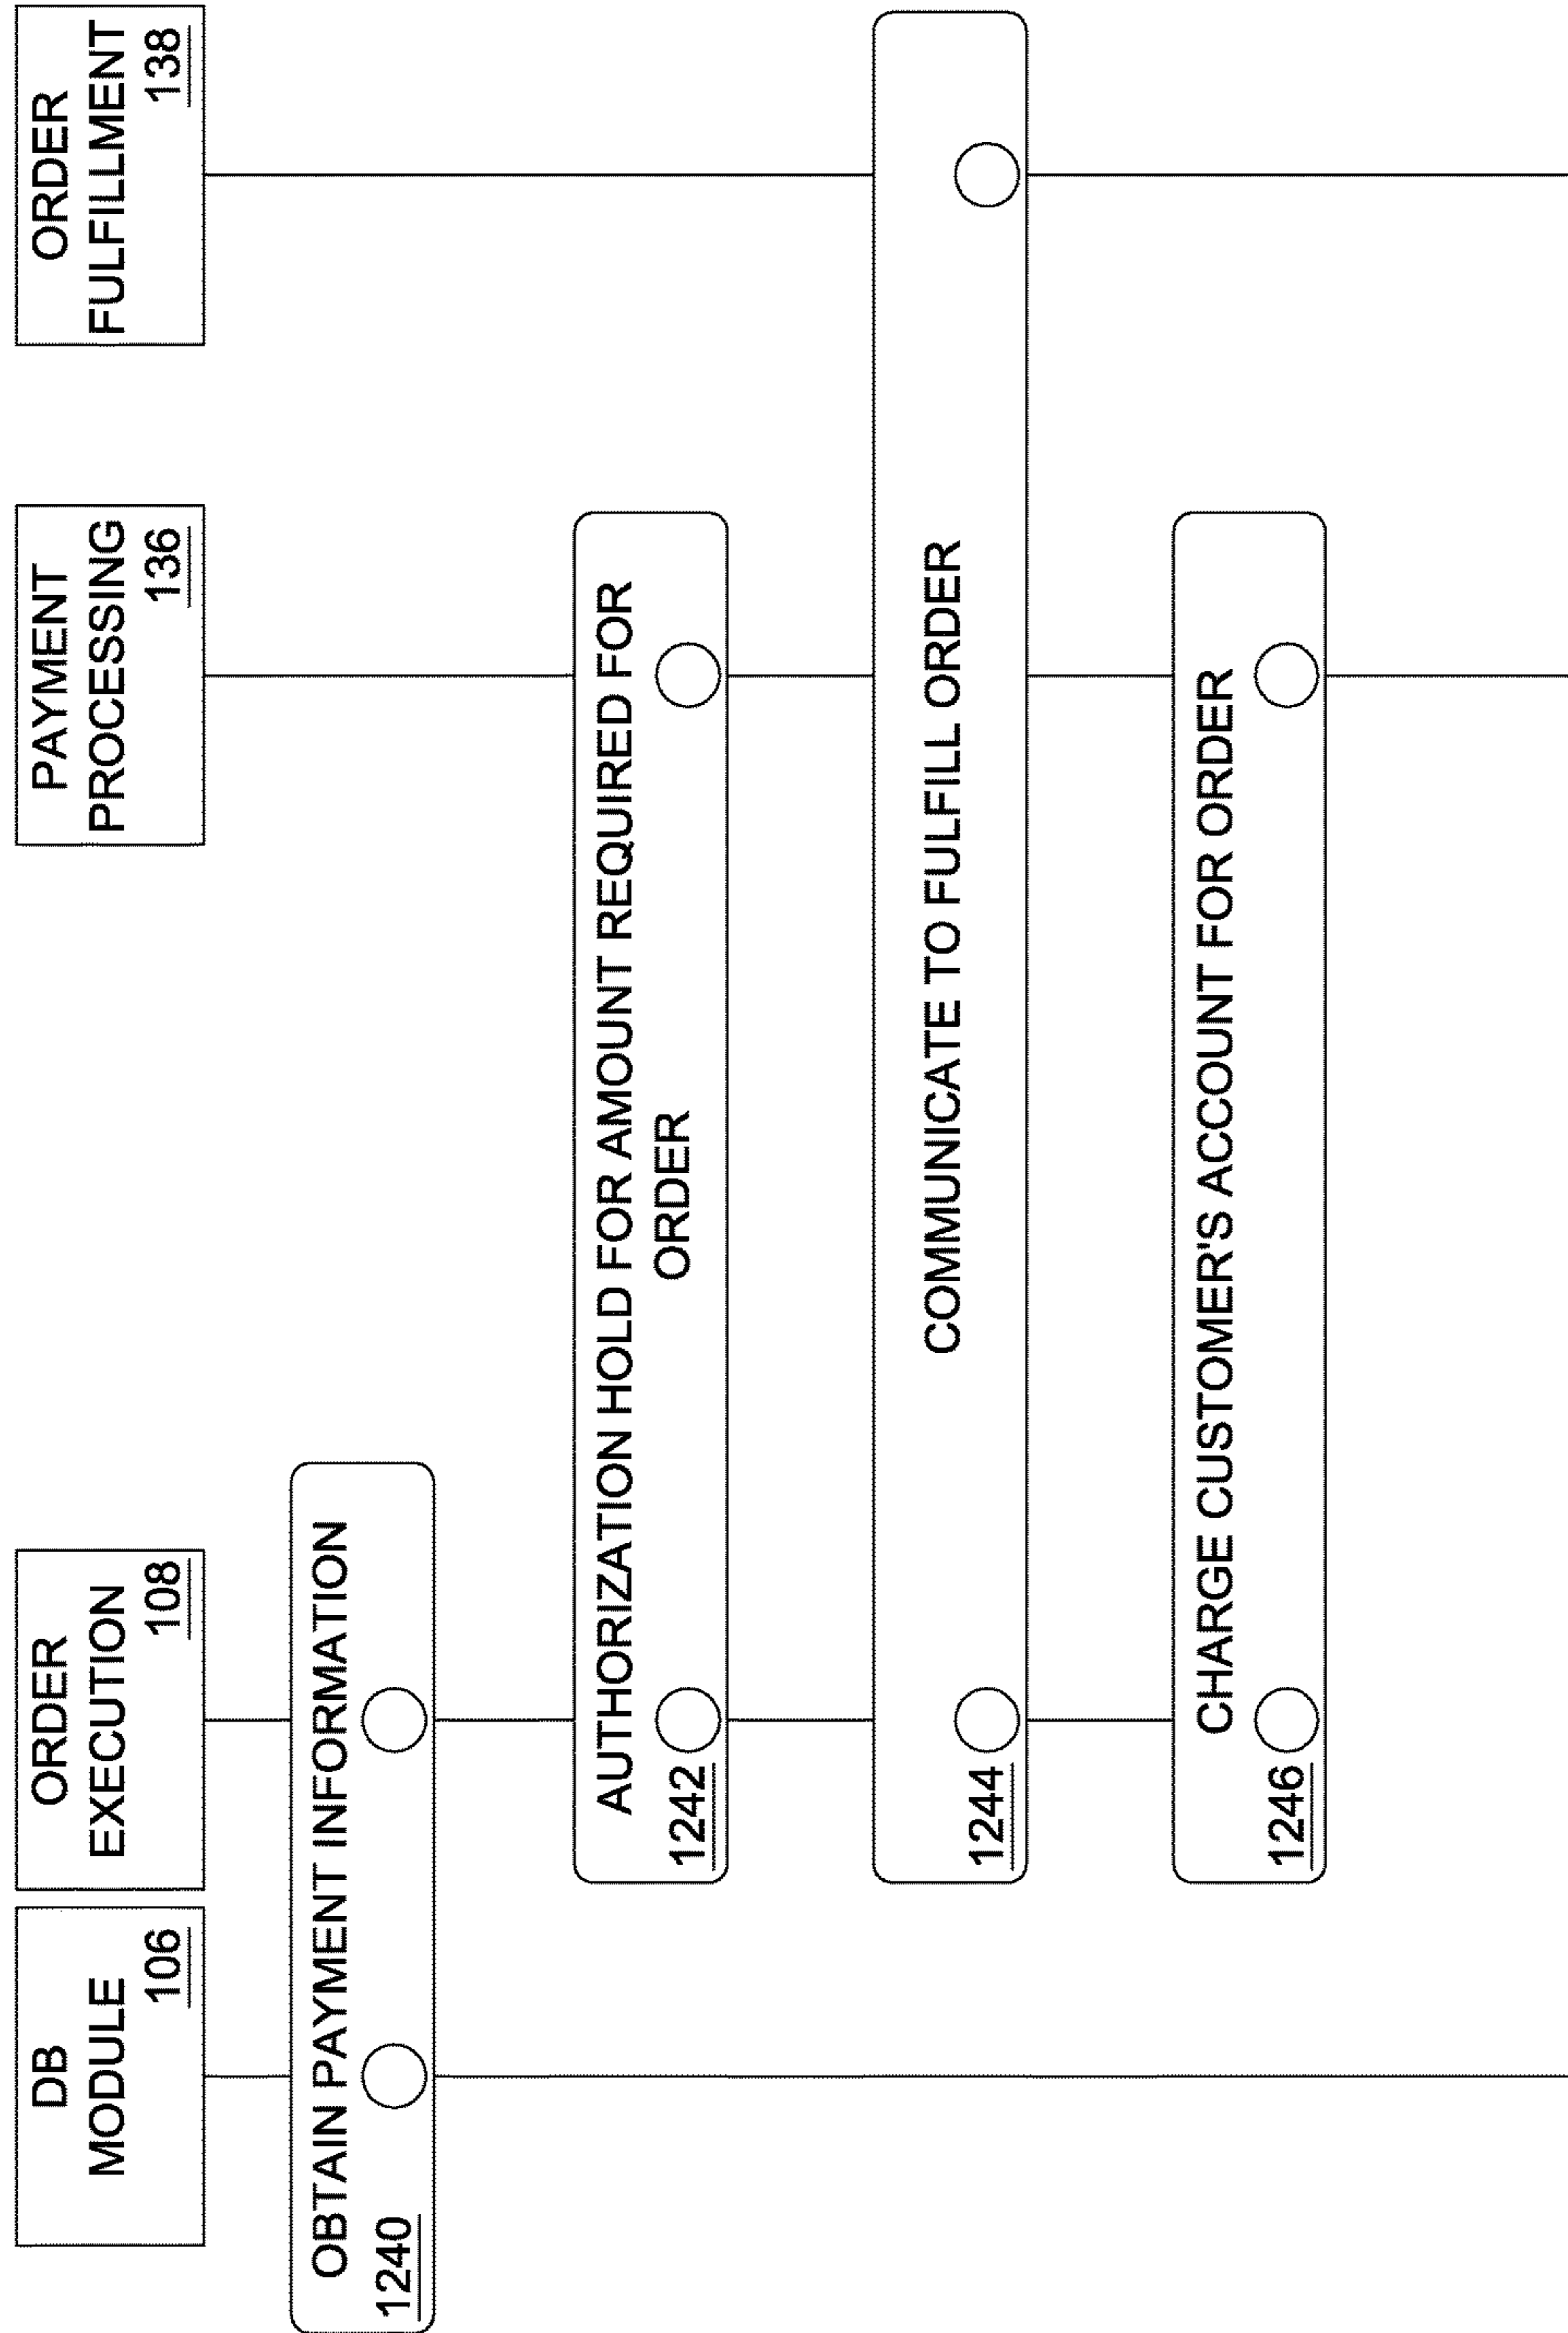 DB
MODULE
106
ORDER
EXECUTION
108
PAYMENT
PROCESSING
136
ORDER
FULFILLMENT
138
OBTAIN PAYMENT INFORMATION
1240
AUTHORIZATION HOLD FOR AMOUNT REQUIRED FOR
ORDER
1242
COMMUNICATE TO FULFILL ORDER
1244
CHARGE CUSTOMER'S ACCOUNT FOR ORDER
1246